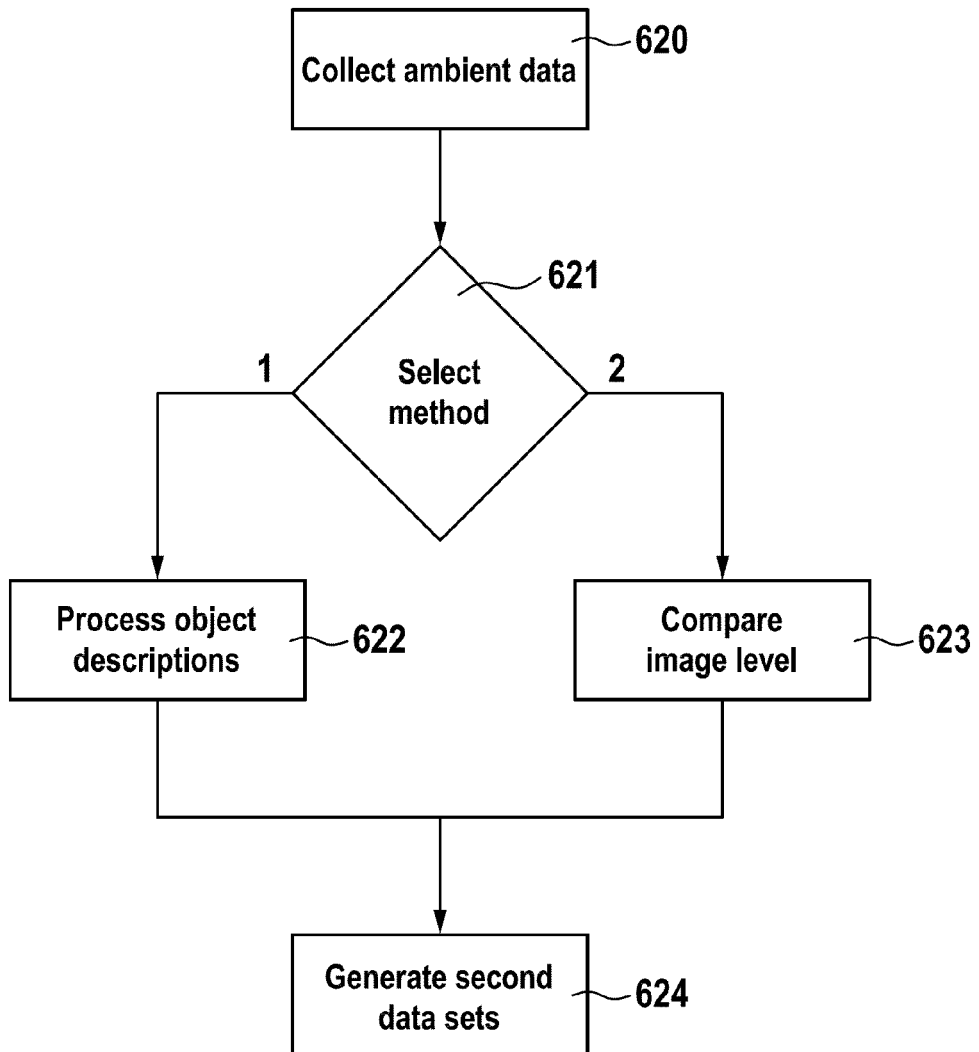 Collect ambient data
620
621
1
Select
method
2
Process object
descriptions
622
Compare
image level
623
Generate second
data sets
624